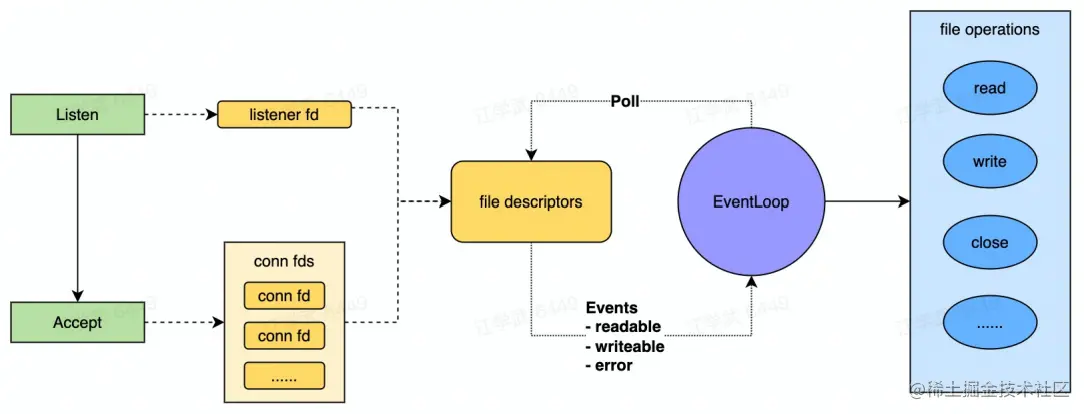 file operations
Listen
listener fd
Poll
read
write
file descriptors
EventLoop
close
conn fds
conn fd
conn fd
......
Accept
Events
- readable
- writeable
- error
......
@稀土掘金技术社区